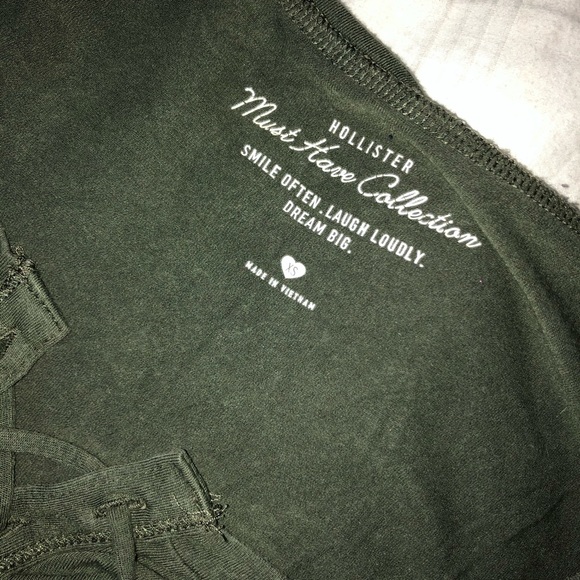 HOLLISTER
Must Have Collection
SMILE OFTEN. LAUGH LOUDLY.
DREAM BIG.
XS
MADE IN VIETNAM